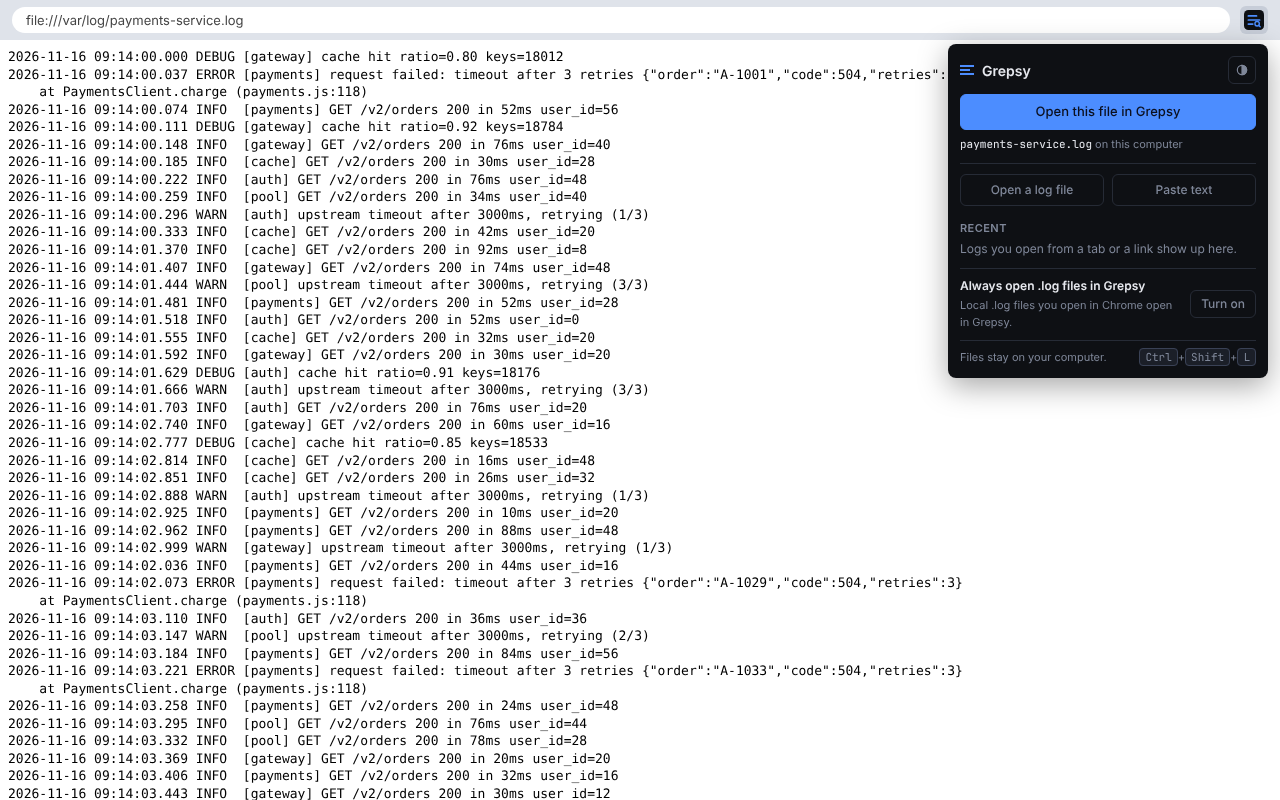 file:///var/log/payments-service.log
2026-11-16 09:14:00.000 DEBUG [gateway] cache hit ratio=0.80 keys=18012
2026-11-16 09:14:00.037 ERROR [payments] request failed: timeout after 3 retries {"order":"A-1001","code":504,"retries":
    at PaymentsClient.charge (payments.js:118)
2026-11-16 09:14:00.074 INFO  [payments] GET /v2/orders 200 in 52ms user_id=56
2026-11-16 09:14:00.111 DEBUG [gateway] cache hit ratio=0.92 keys=18784
2026-11-16 09:14:00.148 INFO  [gateway] GET /v2/orders 200 in 76ms user_id=40
2026-11-16 09:14:00.185 INFO  [cache] GET /v2/orders 200 in 30ms user_id=28
2026-11-16 09:14:00.222 INFO  [auth] GET /v2/orders 200 in 76ms user_id=48
2026-11-16 09:14:00.259 INFO  [pool] GET /v2/orders 200 in 34ms user_id=40
2026-11-16 09:14:00.296 WARN  [auth] upstream timeout after 3000ms, retrying (1/3)
2026-11-16 09:14:00.333 INFO  [cache] GET /v2/orders 200 in 42ms user_id=20
2026-11-16 09:14:01.370 INFO  [cache] GET /v2/orders 200 in 92ms user_id=8
2026-11-16 09:14:01.407 INFO  [gateway] GET /v2/orders 200 in 74ms user_id=48
2026-11-16 09:14:01.444 WARN  [pool] upstream timeout after 3000ms, retrying (3/3)
2026-11-16 09:14:01.481 INFO  [payments] GET /v2/orders 200 in 52ms user_id=28
2026-11-16 09:14:01.518 INFO  [auth] GET /v2/orders 200 in 52ms user_id=0
2026-11-16 09:14:01.555 INFO  [cache] GET /v2/orders 200 in 32ms user_id=20
2026-11-16 09:14:01.592 INFO  [gateway] GET /v2/orders 200 in 30ms user_id=20
2026-11-16 09:14:01.629 DEBUG [auth] cache hit ratio=0.91 keys=18176
2026-11-16 09:14:01.666 WARN  [auth] upstream timeout after 3000ms, retrying (3/3)
2026-11-16 09:14:01.703 INFO  [auth] GET /v2/orders 200 in 76ms user_id=20
2026-11-16 09:14:02.740 INFO  [gateway] GET /v2/orders 200 in 60ms user_id=16
2026-11-16 09:14:02.777 DEBUG [cache] cache hit ratio=0.85 keys=18533
2026-11-16 09:14:02.814 INFO  [cache] GET /v2/orders 200 in 16ms user_id=48
2026-11-16 09:14:02.851 INFO  [cache] GET /v2/orders 200 in 26ms user_id=32
2026-11-16 09:14:02.888 WARN  [auth] upstream timeout after 3000ms, retrying (1/3)
2026-11-16 09:14:02.925 INFO  [payments] GET /v2/orders 200 in 10ms user_id=20
2026-11-16 09:14:02.962 INFO  [payments] GET /v2/orders 200 in 88ms user_id=48
2026-11-16 09:14:02.999 WARN  [gateway] upstream timeout after 3000ms, retrying (1/3)
2026-11-16 09:14:02.036 INFO  [payments] GET /v2/orders 200 in 44ms user_id=16
2026-11-16 09:14:02.073 ERROR [payments] request failed: timeout after 3 retries {"order":"A-1029","code":504,"retries":3}
    at PaymentsClient.charge (payments.js:118)
2026-11-16 09:14:03.110 INFO  [auth] GET /v2/orders 200 in 36ms user_id=36
2026-11-16 09:14:03.147 WARN  [pool] upstream timeout after 3000ms, retrying (2/3)
2026-11-16 09:14:03.184 INFO  [payments] GET /v2/orders 200 in 84ms user_id=56
2026-11-16 09:14:03.221 ERROR [payments] request failed: timeout after 3 retries {"order":"A-1033","code":504,"retries":3}
    at PaymentsClient.charge (payments.js:118)
2026-11-16 09:14:03.258 INFO  [payments] GET /v2/orders 200 in 24ms user_id=48
2026-11-16 09:14:03.295 INFO  [pool] GET /v2/orders 200 in 76ms user_id=44
2026-11-16 09:14:03.332 INFO  [pool] GET /v2/orders 200 in 78ms user_id=28
2026-11-16 09:14:03.369 INFO  [gateway] GET /v2/orders 200 in 20ms user_id=20
2026-11-16 09:14:03.406 INFO  [payments] GET /v2/orders 200 in 32ms user_id=16
2026-11-16 09:14:03.443 INFO  [gateway] GET /v2/orders 200 in 30ms user_id=12
Grepsy
Open this file in Grepsy
payments-service.log on this computer
Open a log file
Paste text
RECENT
Logs you open from a tab or a link show up here.
Always open .log files in Grepsy
Local .log files you open in Chrome open
in Grepsy.
Turn on
Files stay on your computer.
Ctrl+Shift+L